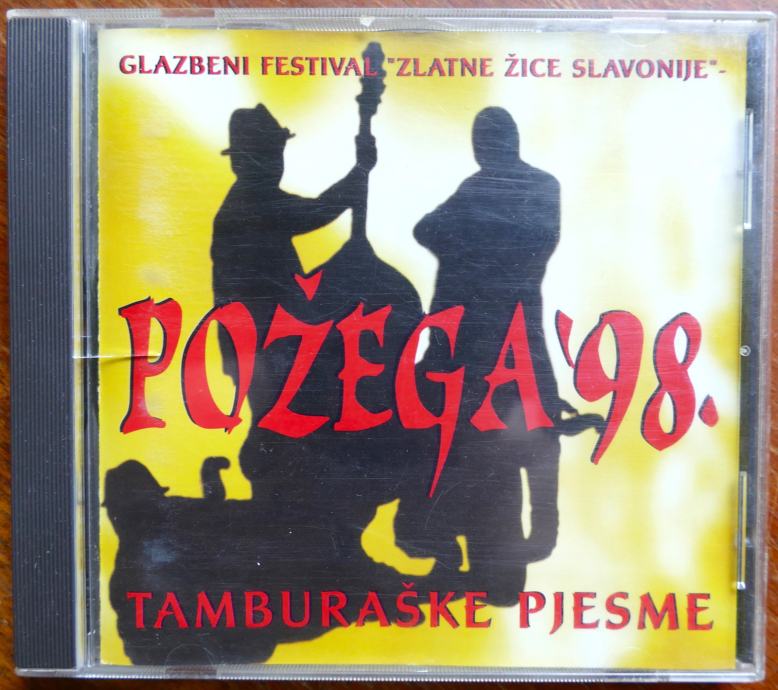 GLAZBENI FESTIVAL "ZLATNE ŽICE SLAVONIJE"-
POŽEGA '98.
TAMBURAŠKE PJESME